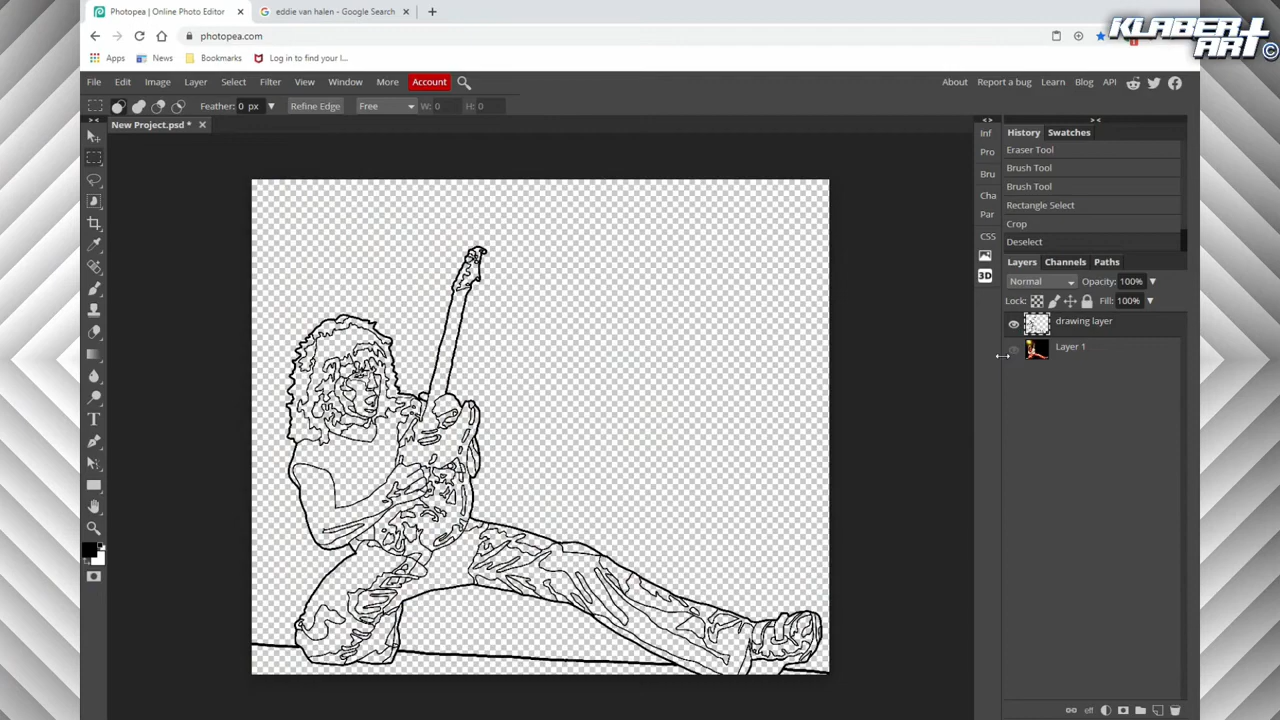 Photopea | Online Photo Editor
eddie van halen - Google Search
KLABERT
ART©
photopea.com
Apps
News
Bookmarks
Log in to find your l...
File Edit Image Layer Select Filter View Window More Account
About Report a bug Learn Blog API
Feather: 0 px
Refine Edge
Free
W: 0 H: 0
New Project.psd *
Inf
Pro
Bru
Cha
Par
CSS
3D
History Swatches
Eraser Tool
Brush Tool
Brush Tool
Rectangle Select
Crop
Deselect
Layers Channels Paths
Normal
Opacity: 100%
Lock:
Fill: 100%
drawing layer
Layer 1